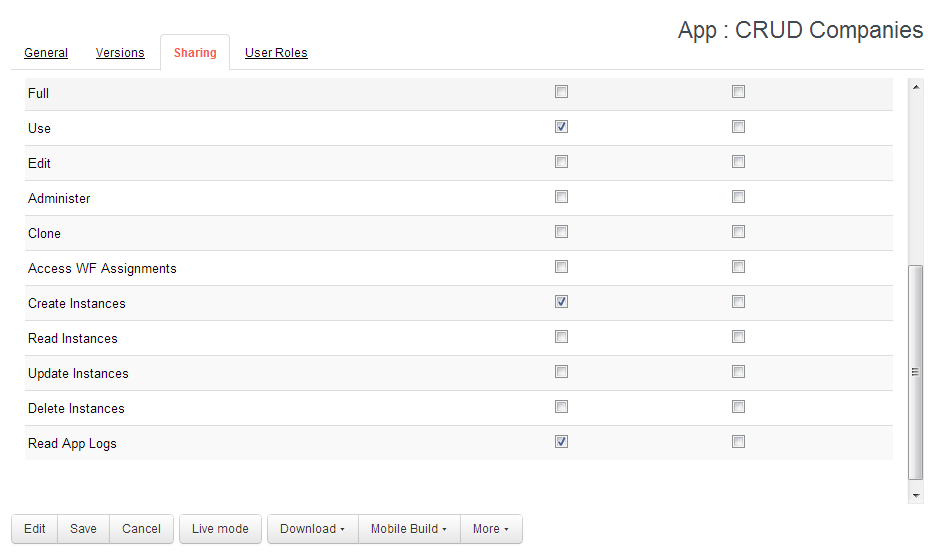 App : CRUD Companies
General Versions Sharing User Roles
Full
Use
Edit
Administer
Clone
Access WF Assignments
Create Instances
Read Instances
Update Instances
Delete Instances
Read App Logs
Edit Save Cancel Live mode Download Mobile Build More